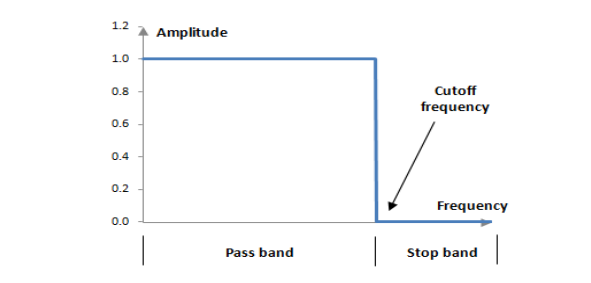 1.2
Amplitude
1.0
0.8
Cutoff
frequency
0.6
0.4
0.2
Frequency
0.0
Pass band
Stop band